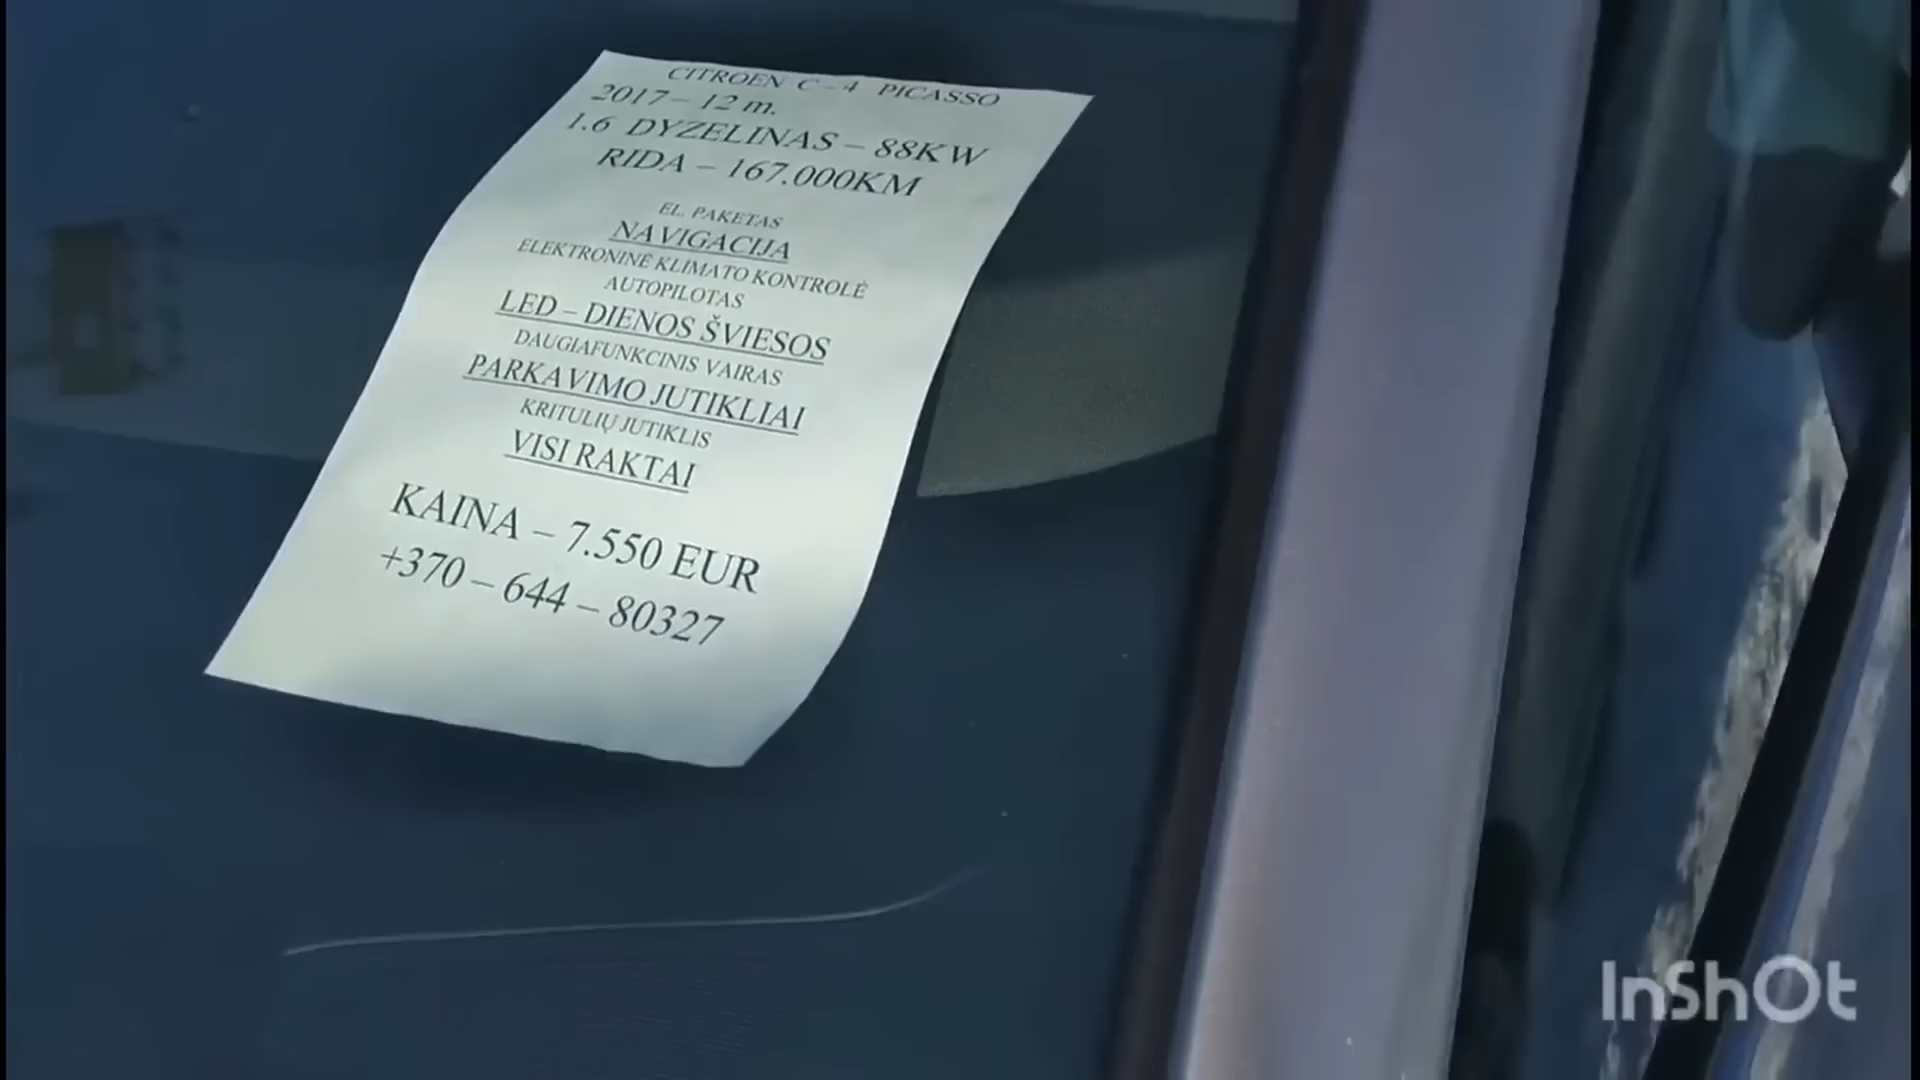 CITROEN C - 4 PICASSO
2017 – 12 m.
1.6 DYZELINAS – 88KW
RIDA – 167.000KM
EL. PAKETAS
NAVIGACIJA
ELEKTRONINĖ KLIMATO KONTROLĖ
AUTOPILOTAS
LED – DIENOS ŠVIESOS
DAUGIAFUNKCINIS VAIRAS
PARKAVIMO JUTIKLIAI
KRITULIŲ JUTIKLIS
VISI RAKTAI
KAINA – 7.550 EUR
+370 – 644 – 80327
InShOt